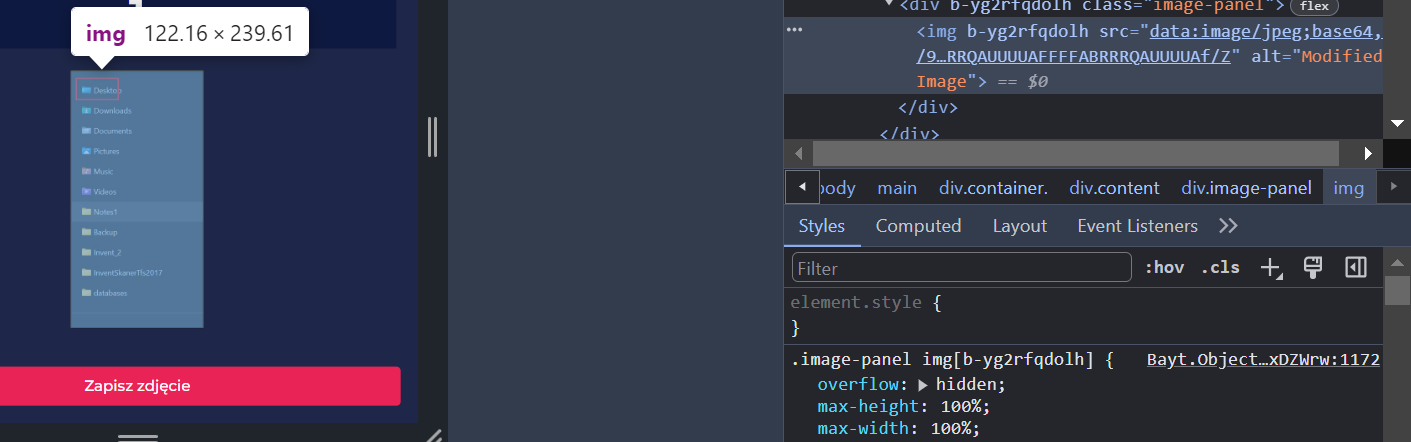 img 122.16 × 239.61
Desktop
Downloads
Documents
Pictures
Music
Videos
Notes1
Backup
Invent_2
InventSkanerTfs2017
databases
Zapisz zdjęcie
<div b-yg2rfqdolh class="image-panel"> flex
<img b-yg2rfqdolh src="data:image/jpeg;base64,
/9…RRQAUUUUAFFFFABRRRQAUUUUAf/Z" alt="Modified
Image"> == $0
</div>
</div>
body main div.container. div.content div.image-panel img
Styles Computed Layout Event Listeners
Filter :hov .cls
element.style {
}
.image-panel img[b-yg2rfqdolh] { Bayt.Object…xDZWrw:1172
overflow: hidden;
max-height: 100%;
max-width: 100%;